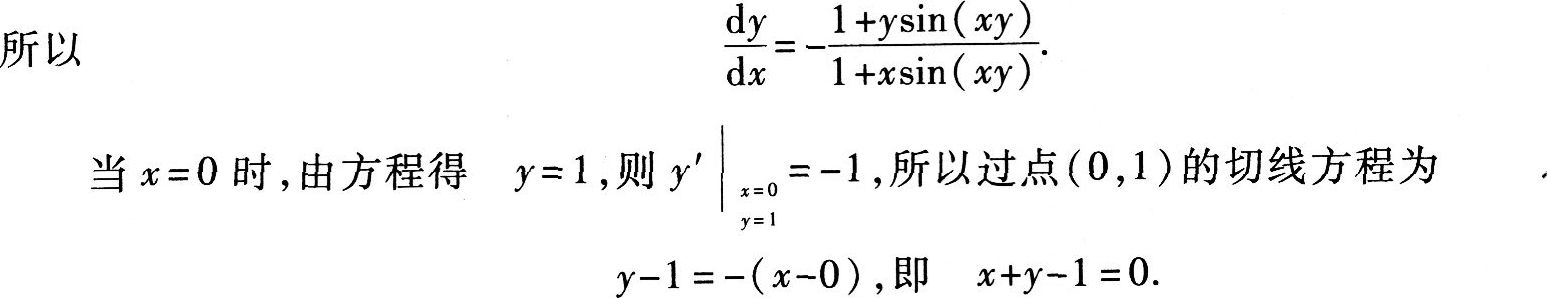 所以 dy/dx = -(1+ysin(xy))/(1+xsin(xy)).
当 x=0 时,由方程得 y=1,则 y′|x=0, y=1 = -1,所以过点(0,1)的切线方程为
y-1=-(x-0),即 x+y-1=0.